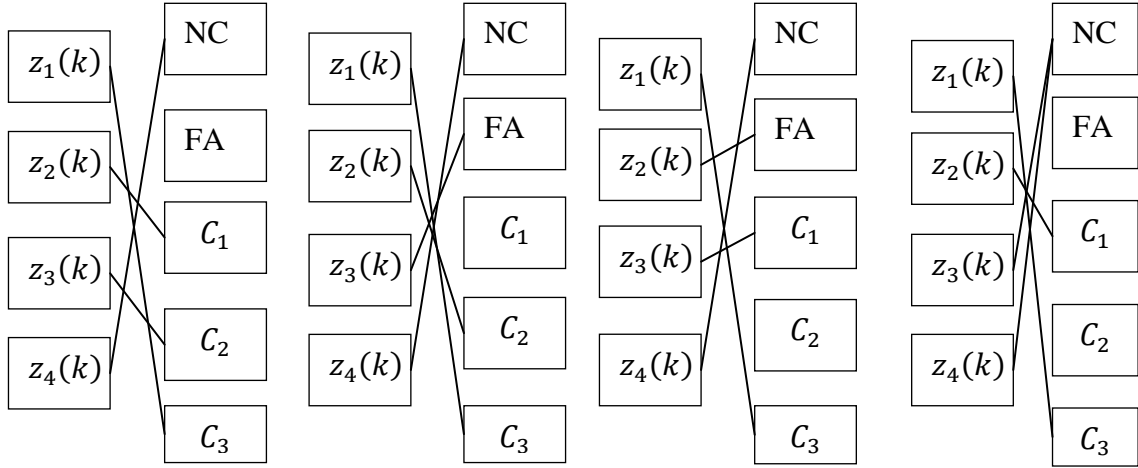 z₁(k)
z₂(k)
z₃(k)
z₄(k)
NC
FA
C₁
C₂
C₃
z₁(k)
z₂(k)
z₃(k)
z₄(k)
NC
FA
C₁
C₂
C₃
z₁(k)
z₂(k)
z₃(k)
z₄(k)
NC
FA
C₁
C₂
C₃
z₁(k)
z₂(k)
z₃(k)
z₄(k)
NC
FA
C₁
C₂
C₃